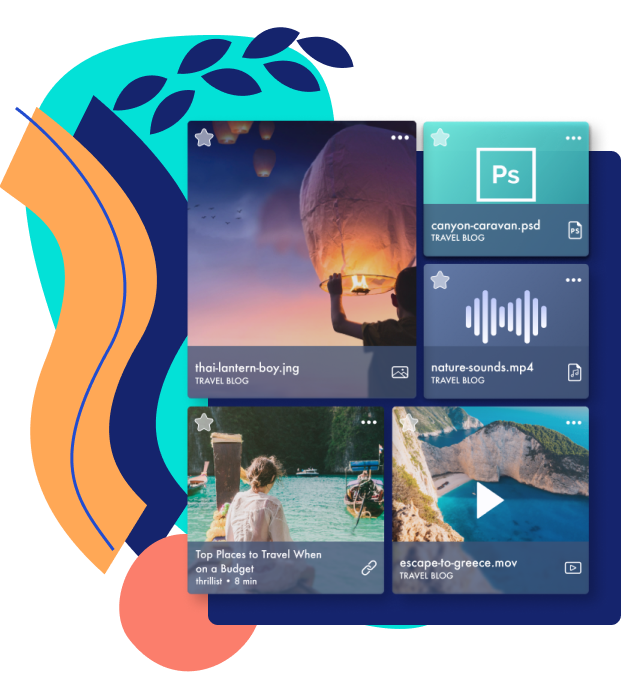 Ps
canyon-caravan.psd
TRAVEL BLOG
PS
thai-lantern-boy.jng
TRAVEL BLOG
nature-sounds.mp4
TRAVEL BLOG
Top Places to Travel When
on a Budget
thrillist • 8 min
escape-to-greece.mov
TRAVEL BLOG